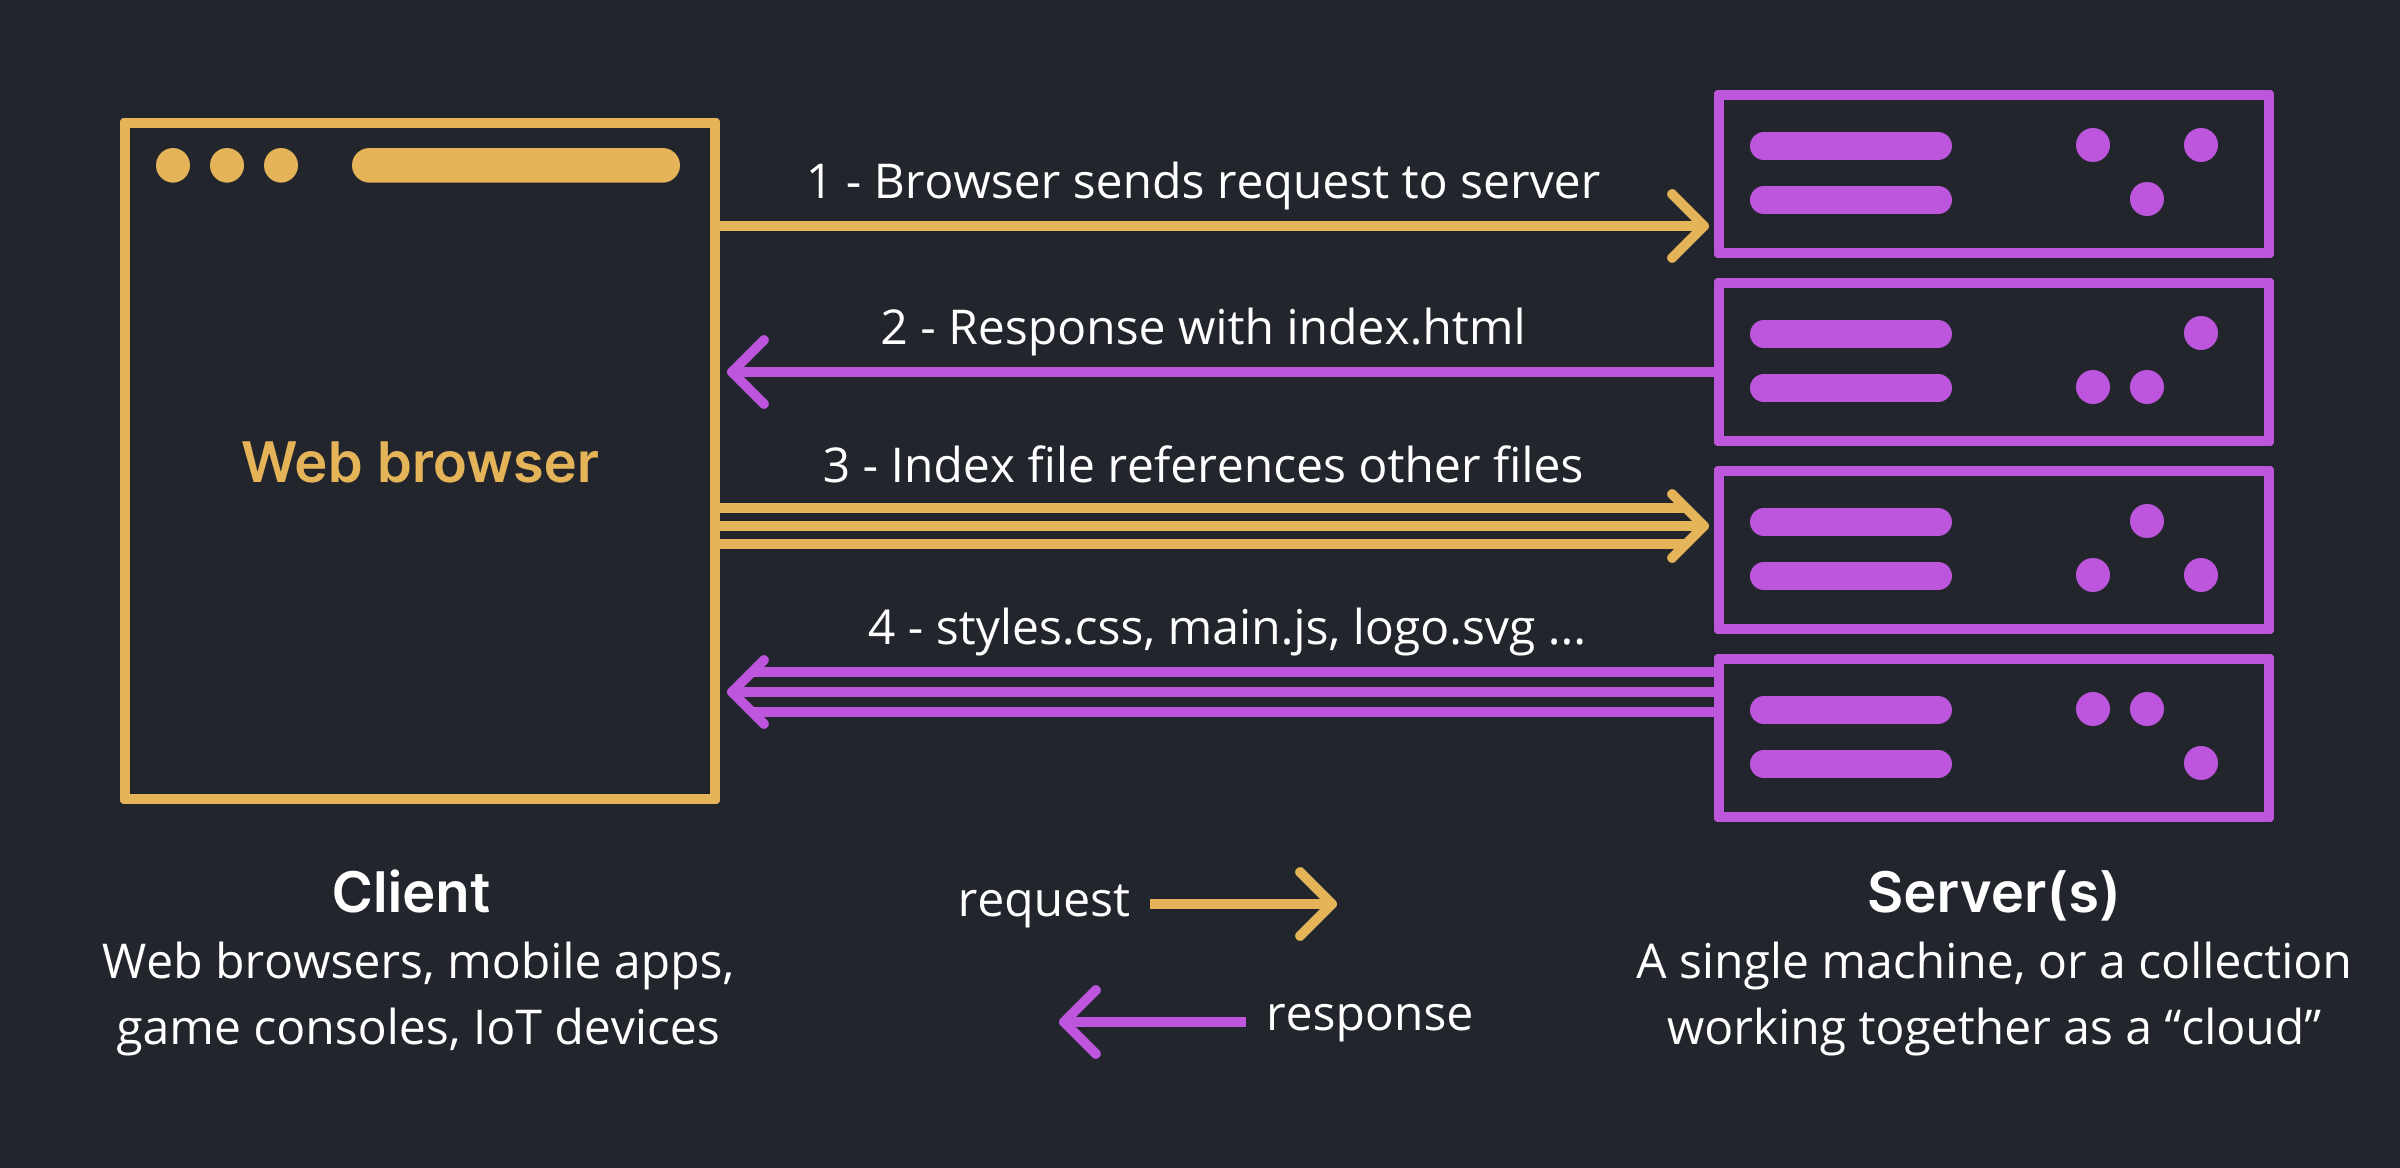 1 - Browser sends request to server
2 - Response with index.html
Web browser
3 - Index file references other files
4 - styles.css, main.js, logo.svg ...
Client
Web browsers, mobile apps,
game consoles, IoT devices
request
response
Server(s)
A single machine, or a collection
working together as a “cloud”